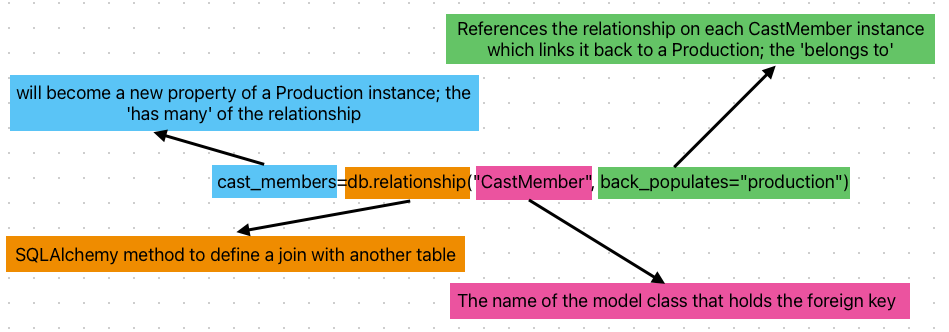 References the relationship on each CastMember instance
which links it back to a Production; the 'belongs to'
will become a new property of a Production instance; the
'has many' of the relationship
cast_members=db.relationship("CastMember", back_populates="production")
SQLAlchemy method to define a join with another table
The name of the model class that holds the foreign key